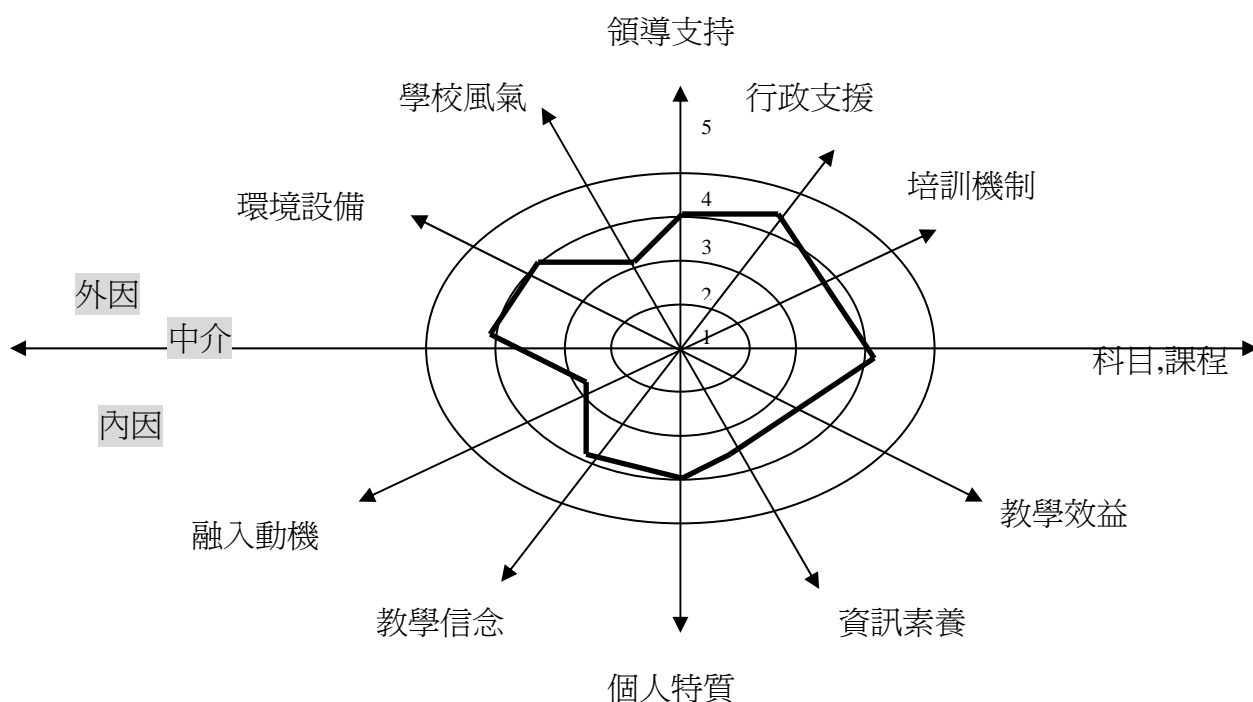 領導支持
學校風氣
行政支援
5
培訓機制
環境設備
4
3
外因
2
中介
1
科目,課程
內因
教學效益
融入動機
教學信念
資訊素養
個人特質